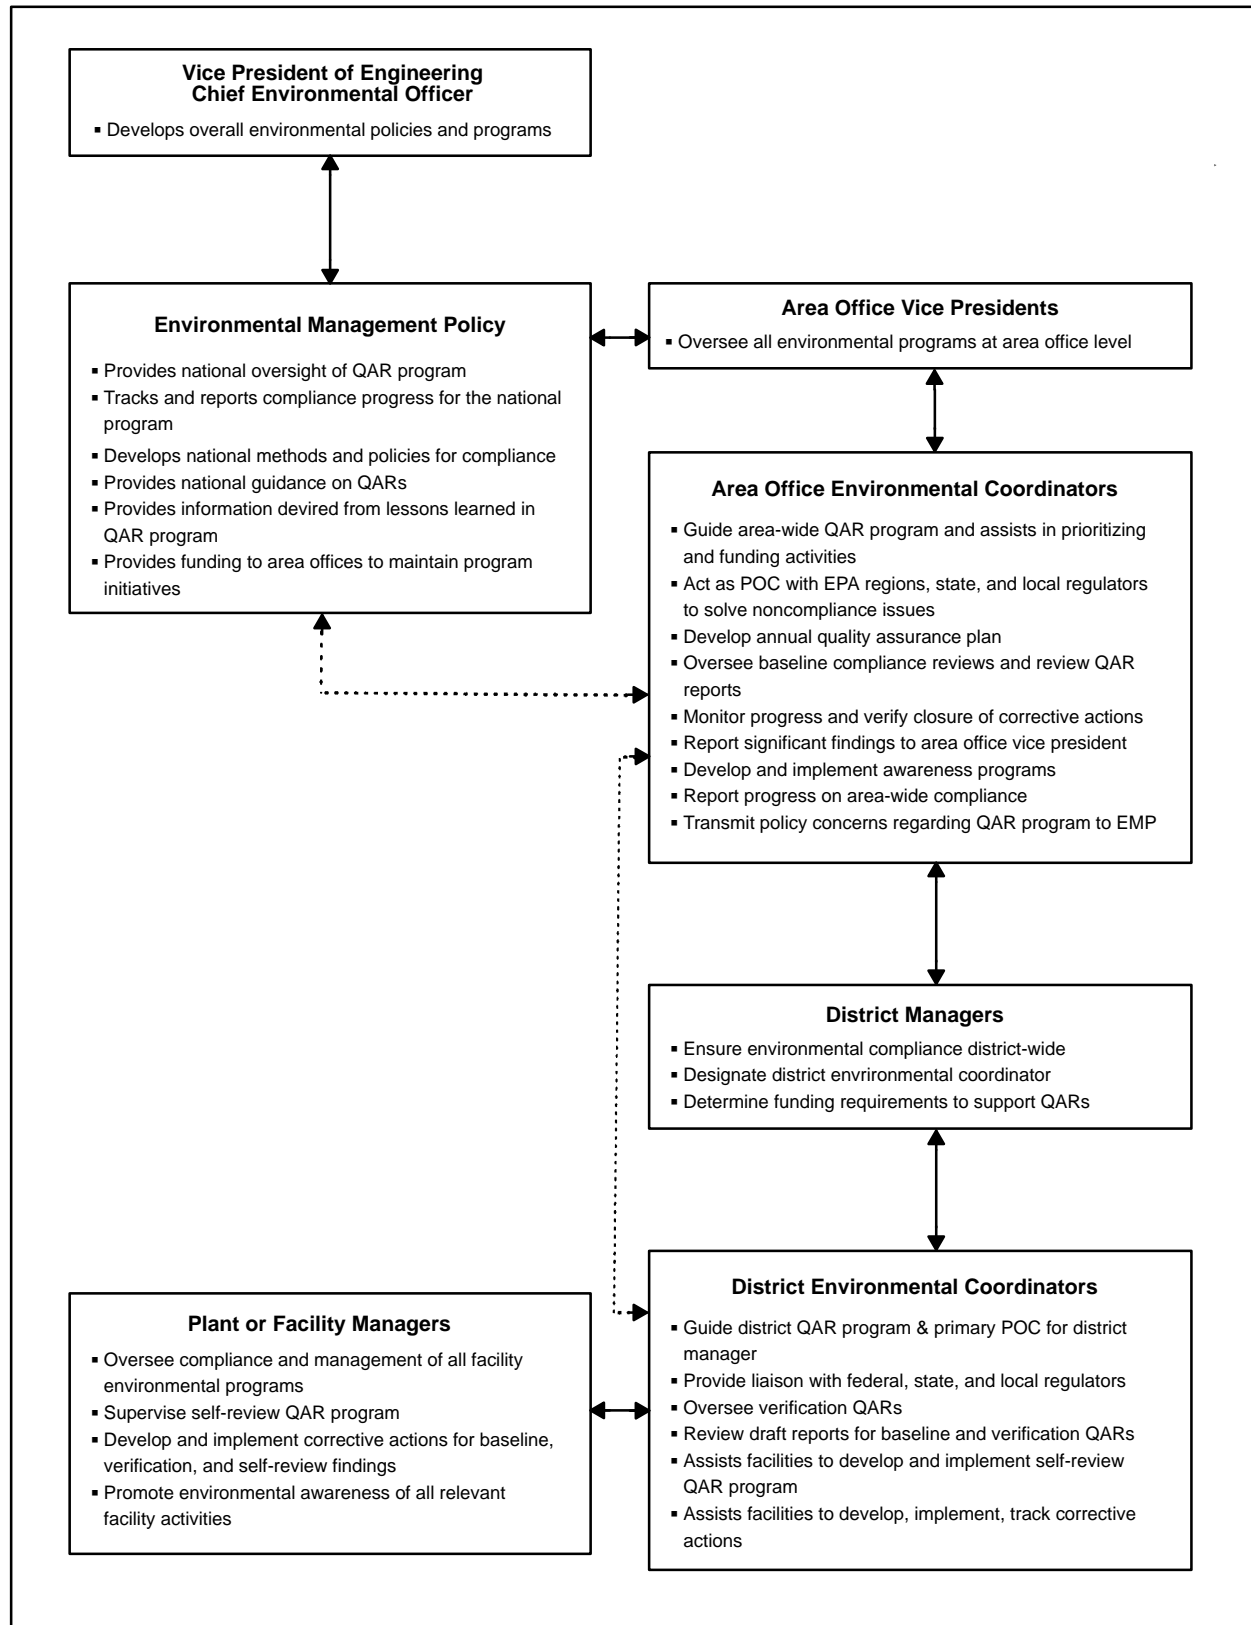 Vice President of Engineering
Chief Environmental Officer
▪ Develops overall environmental policies and programs
Environmental Management Policy
▪ Provides national oversight of QAR program
▪ Tracks and reports compliance progress for the national
program
▪ Develops national methods and policies for compliance
▪ Provides national guidance on QARs
▪ Provides information devired from lessons learned in
QAR program
▪ Provides funding to area offices to maintain program
initiatives
Area Office Vice Presidents
▪ Oversee all environmental programs at area office level
Area Office Environmental Coordinators
▪ Guide area-wide QAR program and assists in prioritizing
and funding activities
▪ Act as POC with EPA regions, state, and local regulators
to solve noncompliance issues
▪ Develop annual quality assurance plan
▪ Oversee baseline compliance reviews and review QAR
reports
▪ Monitor progress and verify closure of corrective actions
▪ Report significant findings to area office vice president
▪ Develop and implement awareness programs
▪ Report progress on area-wide compliance
▪ Transmit policy concerns regarding QAR program to EMP
District Managers
▪ Ensure environmental compliance district-wide
▪ Designate district envrironmental coordinator
▪ Determine funding requirements to support QARs
District Environmental Coordinators
▪ Guide district QAR program & primary POC for district
manager
▪ Provide liaison with federal, state, and local regulators
▪ Oversee verification QARs
▪ Review draft reports for baseline and verification QARs
▪ Assists facilities to develop and implement self-review
QAR program
▪ Assists facilities to develop, implement, track corrective
actions
Plant or Facility Managers
▪ Oversee compliance and management of all facility
environmental programs
▪ Supervise self-review QAR program
▪ Develop and implement corrective actions for baseline,
verification, and self-review findings
▪ Promote environmental awareness of all relevant
facility activities